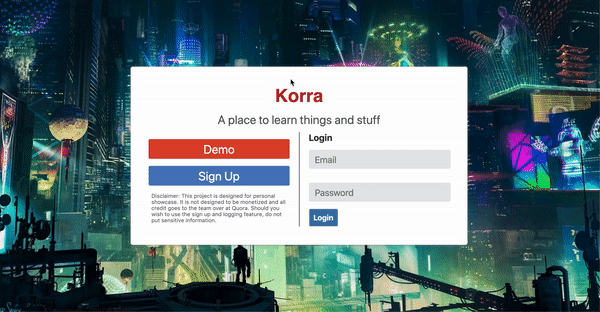 Korra
A place to learn things and stuff
Demo
Sign Up
Disclaimer: This project is designed for personal
showcase. It is not designed to be monetized and all
credit goes to the team over at Quora. Should you
wish to use the sign up and logging feature, do not
put sensitive information.
Login
Email
Password
Login